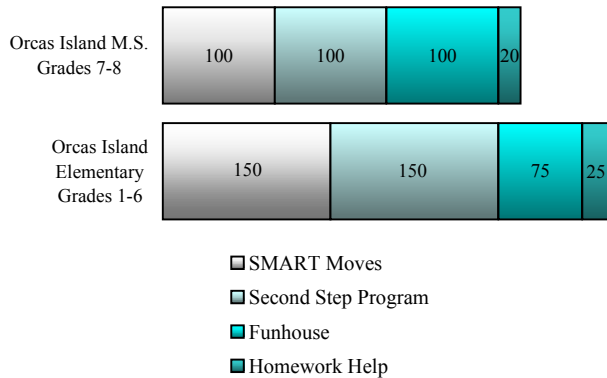 Orcas Island M.S.
Grades 7-8
100 100 100 20
Orcas Island
Elementary
Grades 1-6
150 150 75 25
SMART Moves
Second Step Program
Funhouse
Homework Help